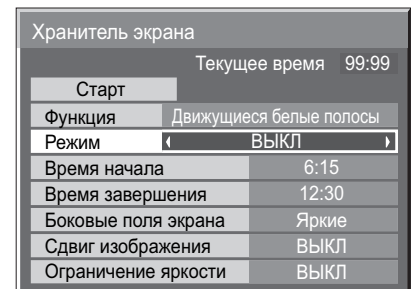 Хранитель экрана
Текущее время 99:99
Старт
Функция Движущиеся белые полосы
Режим ВЫКЛ
Время начала 6:15
Время завершения 12:30
Боковые поля экрана Яркие
Сдвиг изображения ВЫКЛ
Ограничение яркости ВЫКЛ